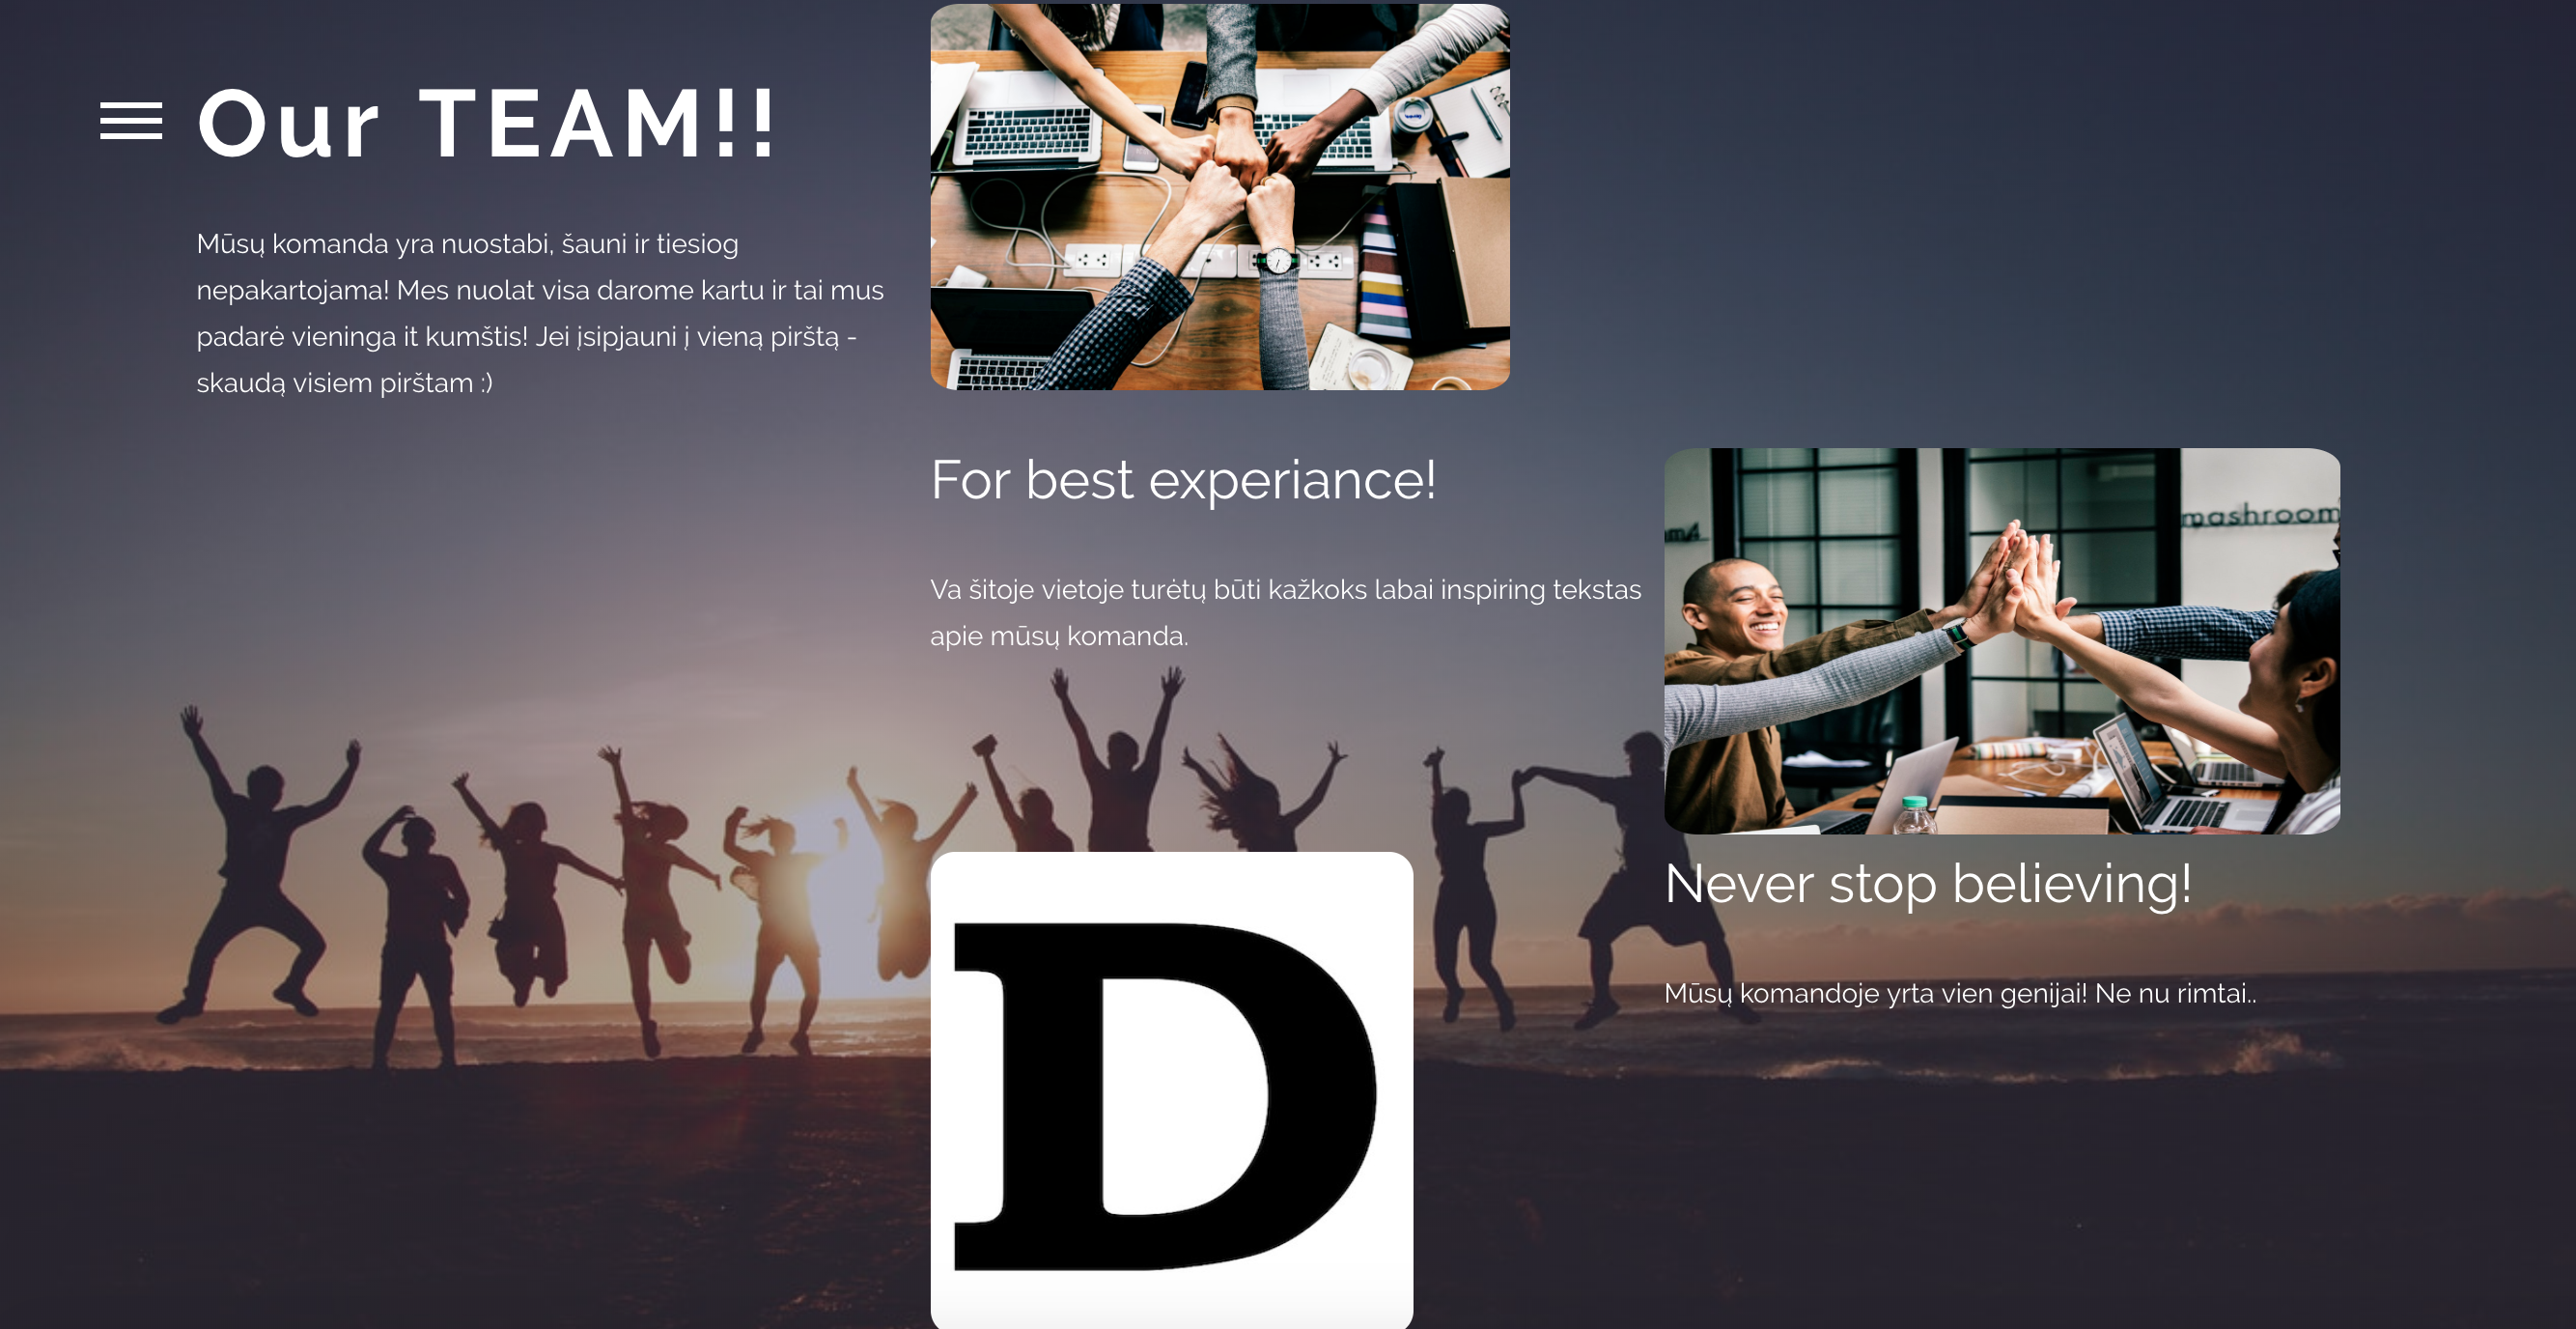 Our TEAM!!
Mūsų komanda yra nuostabi, šauni ir tiesiog
nepakartojama! Mes nuolat visa darome kartu ir tai mus
padarė vieninga it kumštis! Jei įsipjauni į vieną pirštą -
skaudą visiem pirštam :)
For best experiance!
Va šitoje vietoje turėtų būti kažkoks labai inspiring tekstas
apie mūsų komanda.
D
mashroom
Never stop believing!
Mūsų komandoje yrta vien genijai! Ne nu rimtai..